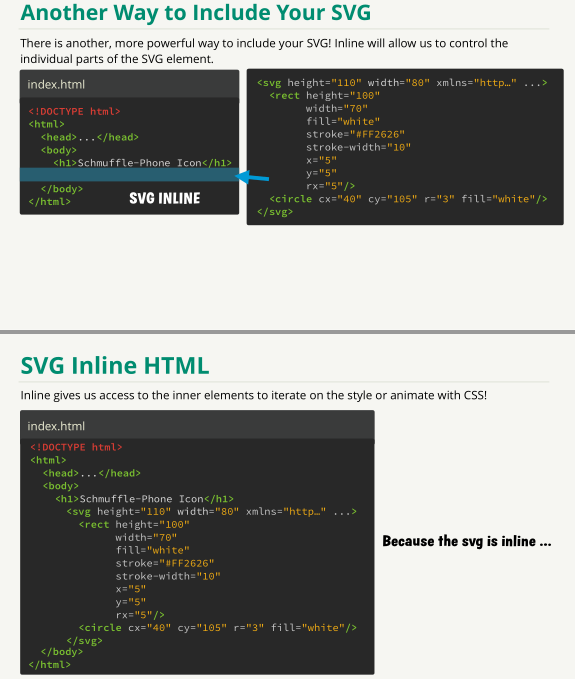 Another Way to Include Your SVG
There is another, more powerful way to include your SVG! Inline will allow us to control the
individual parts of the SVG element.
index.html
<!DOCTYPE html>
<html>
<head>...</head>
<body>
<h1>Schmuffle-Phone Icon</h1>
</body>
</html>
SVG INLINE
<svg height="110" width="80" xmlns="http…" ...>
<rect height="100"
width="70"
fill="white"
stroke="#FF2626"
stroke-width="10"
x="5"
y="5"
rx="5"/>
<circle cx="40" cy="105" r="3" fill="white"/>
</svg>
SVG Inline HTML
Inline gives us access to the inner elements to iterate on the style or animate with CSS!
index.html
<!DOCTYPE html>
<html>
<head>...</head>
<body>
<h1>Schmuffle-Phone Icon</h1>
<svg height="110" width="80" xmlns="http…" ...>
<rect height="100"
width="70"
fill="white"
stroke="#FF2626"
stroke-width="10"
x="5"
y="5"
rx="5"/>
<circle cx="40" cy="105" r="3" fill="white"/>
</svg>
</body>
</html>
Because the svg is inline ...